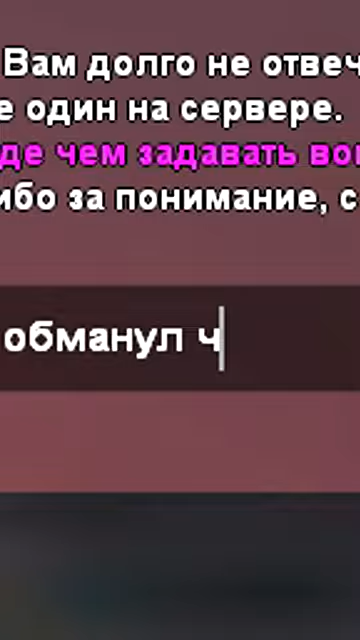 Вам долго не отвеч
е один на сервере.
де чем задавать во
ибо за понимание, с
обманул ч